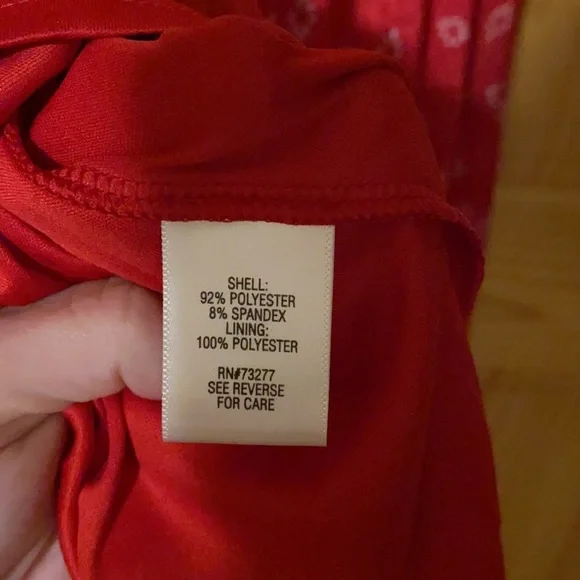 SHELL:
92% POLYESTER
8% SPANDEX
LINING:
100% POLYESTER
RN#73277
SEE REVERSE
FOR CARE